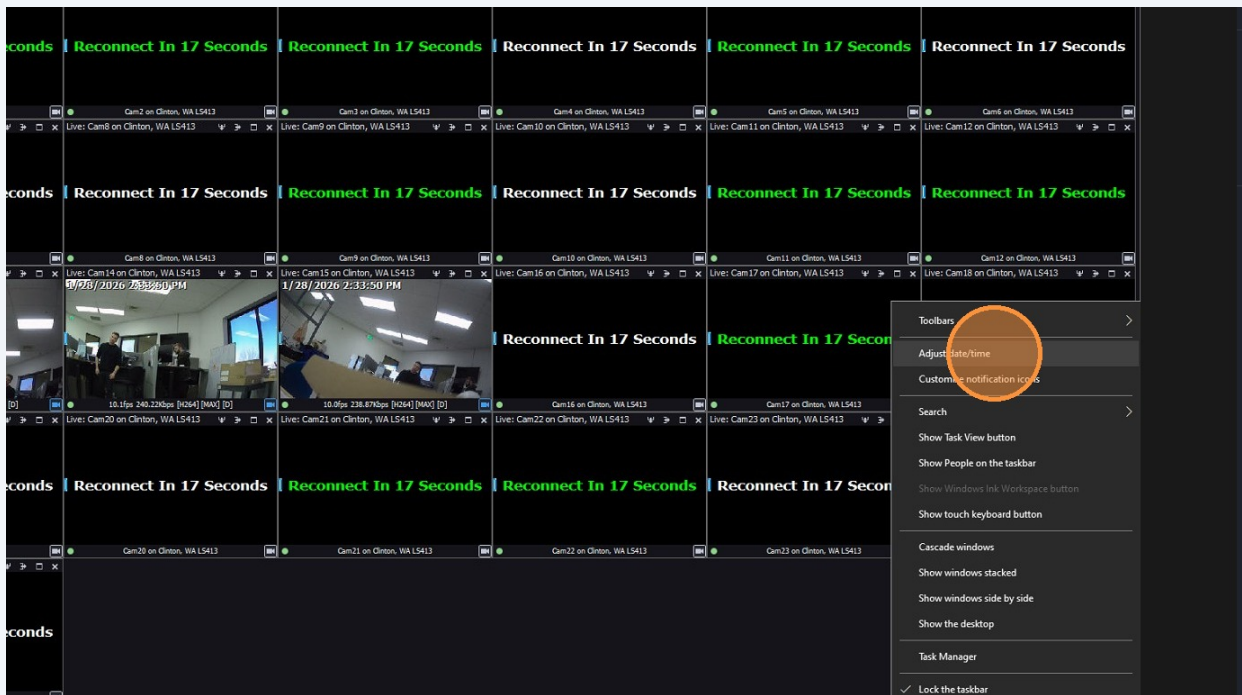 conds
Reconnect In 17 Seconds
Reconnect In 17 Seconds
Reconnect In 17 Seconds
Reconnect In 17 Seconds
Reconnect In 17 Seconds
Cam2 on Clinton, WA LS413
Cam3 on Clinton, WA LS413
Cam4 on Clinton, WA LS413
Cam5 on Clinton, WA LS413
Cam6 on Clinton, WA LS413
Live: Cam8 on Clinton, WA LS413
Live: Cam9 on Clinton, WA LS413
Live: Cam10 on Clinton, WA LS413
Live: Cam11 on Clinton, WA LS413
Live: Cam12 on Clinton, WA LS413
conds
Reconnect In 17 Seconds
Reconnect In 17 Seconds
Reconnect In 17 Seconds
Reconnect In 17 Seconds
Reconnect In 17 Seconds
Cam8 on Clinton, WA LS413
Cam9 on Clinton, WA LS413
Cam10 on Clinton, WA LS413
Cam11 on Clinton, WA LS413
Cam12 on Clinton, WA LS413
Live: Cam14 on Clinton, WA LS413
Live: Cam15 on Clinton, WA LS413
Live: Cam16 on Clinton, WA LS413
Live: Cam17 on Clinton, WA LS413
Live: Cam18 on Clinton, WA LS413
1/28/2026 2:33:50 PM
1/28/2026 2:33:50 PM
Reconnect In 17 Seconds
Reconnect In 17 Secon
[D]
10.1fps 240.22Kbps [H264] [MAX] [D]
10.0fps 238.87Kbps [H264] [MAX] [D]
Cam16 on Clinton, WA LS413
Cam17 on Clinton, WA LS413
Live: Cam20 on Clinton, WA LS413
Live: Cam21 on Clinton, WA LS413
Live: Cam22 on Clinton, WA LS413
Live: Cam23 on Clinton, WA LS413
conds
Reconnect In 17 Seconds
Reconnect In 17 Seconds
Reconnect In 17 Seconds
Reconnect In 17 Secon
Cam20 on Clinton, WA LS413
Cam21 on Clinton, WA LS413
Cam22 on Clinton, WA LS413
Cam23 on Clinton, WA LS413
conds
Toolbars
Adjust date/time
Customize notification icons
Search
Show Task View button
Show People on the taskbar
Show Windows Ink Workspace button
Show touch keyboard button
Cascade windows
Show windows stacked
Show windows side by side
Show the desktop
Task Manager
Lock the taskbar